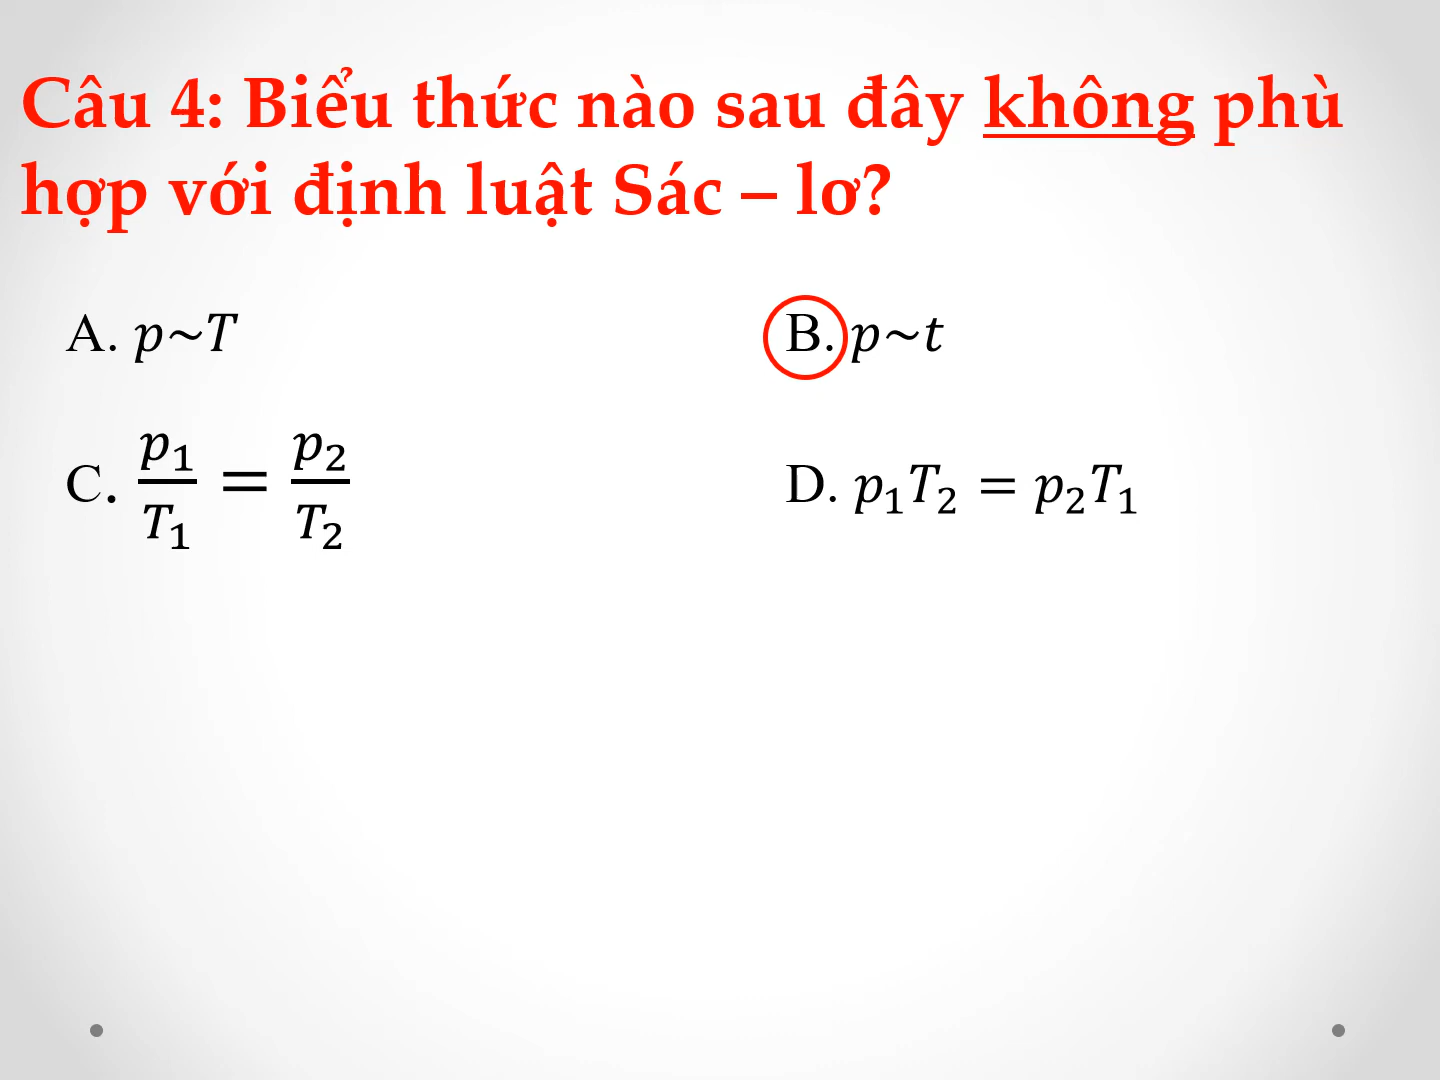 Câu 4: Biểu thức nào sau đây không phù
hợp với định luật Sác – lơ?
A. p~T
B. p~t
C. p₁/T₁ = p₂/T₂
D. p₁T₂ = p₂T₁